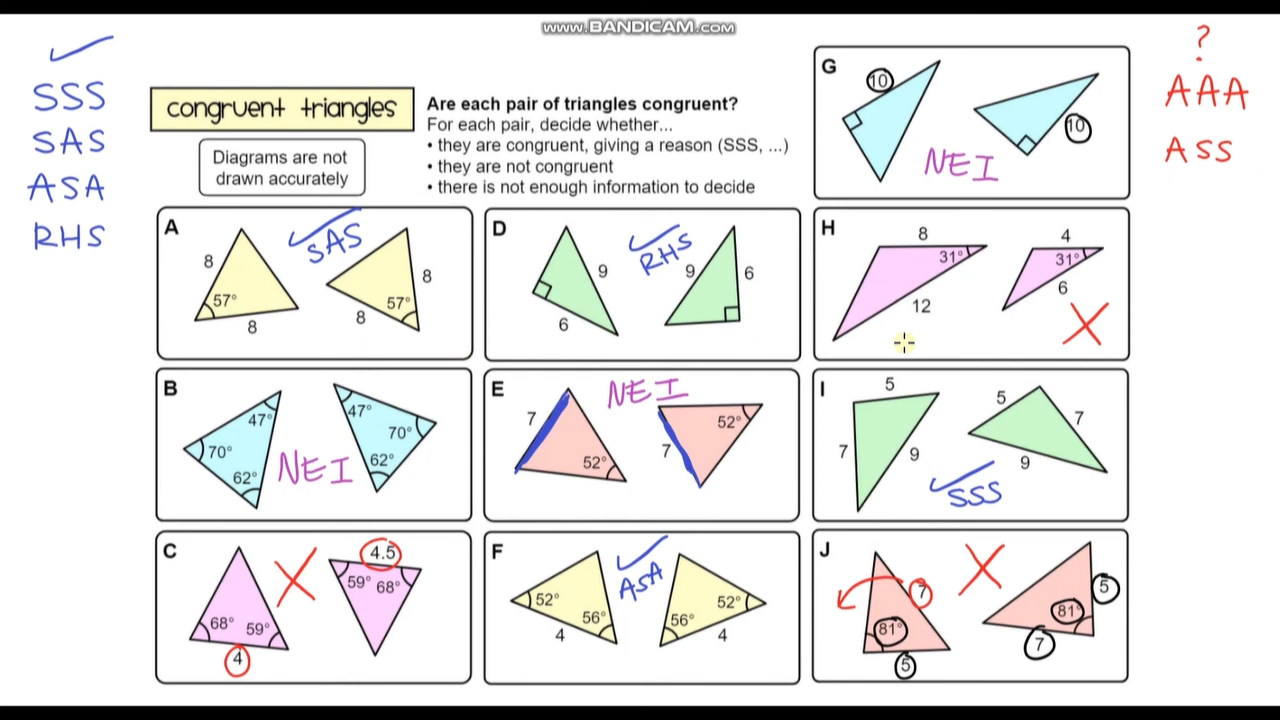 www.BANDICAM.com
✓
SSS
SAS
ASA
RHS
congruent triangles
Diagrams are not
drawn accurately
Are each pair of triangles congruent?
For each pair, decide whether...
• they are congruent, giving a reason (SSS, ...)
• they are not congruent
• there is not enough information to decide
?
AAA
ASS
G
10
10
NEI
A
8
57°
8
SAS
8
57°
8
D
9
6
RHS
9
6
H
8
31°
12
4
31°
6
B
47°
70°
62°
NEI
47°
70°
62°
E
7
52°
NEI
7
52°
I
5
7
9
5
7
9
SSS
C
68°
59°
4
4.5
59°
68°
F
52°
56°
4
ASA
56°
52°
4
J
7
81°
5
5
81°
7